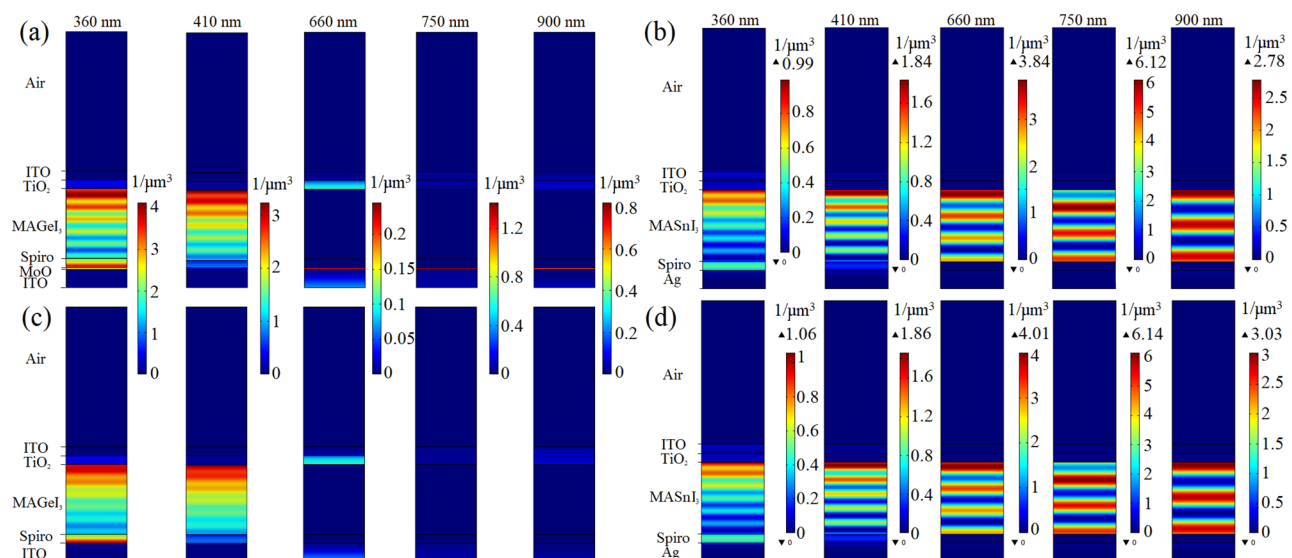 (a)
360 nm 410 nm 660 nm 750 nm 900 nm
Air
ITO
TiO₂
MAGeI₃
Spiro
MoO
ITO
1/μm³
4
3
2
1
0
1/μm³
3
2
1
0
1/μm³
0.2
0.15
0.1
0.05
0
1/μm³
1.2
0.8
0.4
0
1/μm³
0.8
0.6
0.4
0.2
0
(b)
360 nm 410 nm 660 nm 750 nm 900 nm
Air
ITO
TiO₂
MASnI₃
Spiro
Ag
1/μm³
▲0.99
0.8
0.6
0.4
0.2
0
▼ 0
1/μm³
▲1.84
1.6
1.2
0.8
0.4
0
▼ 0
1/μm³
▲3.84
3
2
1
0
▼ 0
1/μm³
▲6.12
6
5
4
3
2
1
0
▼ 0
1/μm³
▲2.78
2.5
2
1.5
1
0.5
0
▼ 0
(c)
Air
ITO
TiO₂
MAGeI₃
Spiro
ITO
(d)
Air
ITO
TiO₂
MASnI₃
Spiro
Ag
1/μm³
▲1.06
1
0.8
0.6
0.4
0.2
0
▼ 0
1/μm³
▲1.86
1.6
1.2
0.8
0.4
0
▼ 0
1/μm³
▲4.01
4
3
2
1
0
▼ 0
1/μm³
▲6.14
6
5
4
3
2
1
0
▼ 0
1/μm³
▲3.03
3
2.5
2
1.5
1
0.5
0
▼ 0